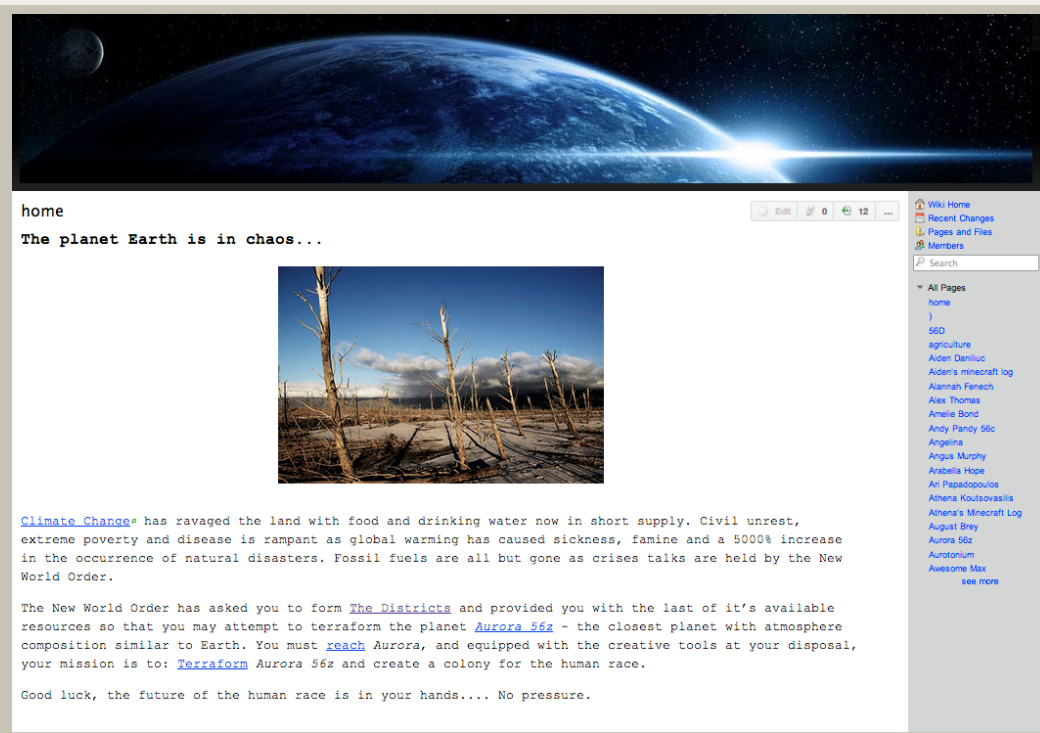 home
Edit 0 12 ...
The planet Earth is in chaos...
Climate Change has ravaged the land with food and drinking water now in short supply. Civil unrest,
extreme poverty and disease is rampant as global warming has caused sickness, famine and a 5000% increase
in the occurrence of natural disasters. Fossil fuels are all but gone as crises talks are held by the New
World Order.
The New World Order has asked you to form The Districts and provided you with the last of it's available
resources so that you may attempt to terraform the planet Aurora 56z - the closest planet with atmosphere
composition similar to Earth. You must reach Aurora, and equipped with the creative tools at your disposal,
your mission is to: Terraform Aurora 56z and create a colony for the human race.
Good luck, the future of the human race is in your hands.... No pressure.
Wiki Home
Recent Changes
Pages and Files
Members
Search
All Pages
home
)
56D
agriculture
Aiden Daniliuc
Aiden's minecraft log
Alannah Fenech
Alex Thomas
Amelie Bond
Andy Pandy 56c
Angelina
Angus Murphy
Arabella Hope
Ari Papadopoulos
Athena Koutsovasilis
Athena's Minecraft Log
August Brey
Aurora 56z
Aurotonium
Awesome Max
see more